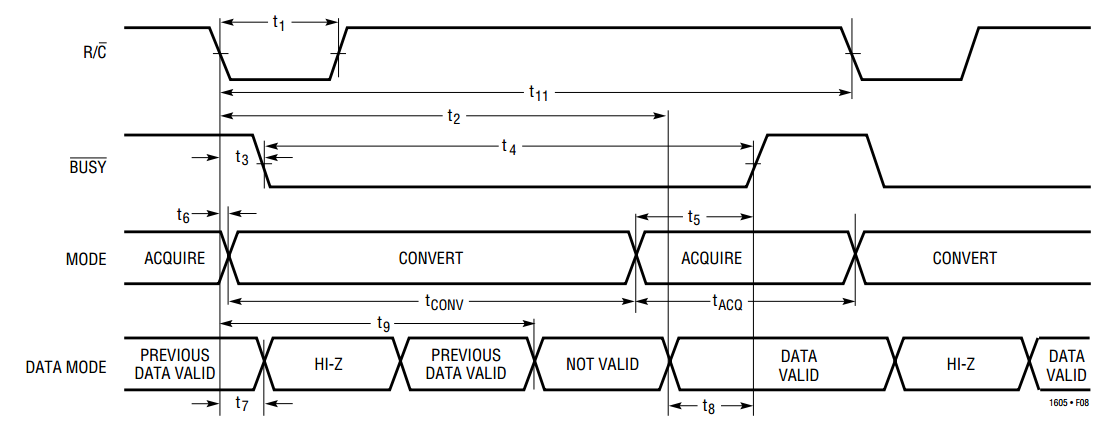 t1
R/C̅
t11
t2
t3
t4
B̅U̅S̅Y̅
t6
t5
MODE
ACQUIRE
CONVERT
ACQUIRE
CONVERT
tCONV
tACQ
t9
DATA MODE
PREVIOUS
DATA VALID
HI-Z
PREVIOUS
DATA VALID
NOT VALID
DATA
VALID
HI-Z
DATA
VALID
t7
t8
1605 • F08